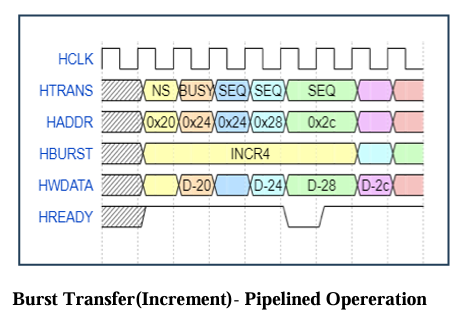 HCLK
HTRANS NS BUSY SEQ SEQ SEQ
HADDR 0x20 0x24 0x24 0x28 0x2c
HBURST INCR4
HWDATA D-20 D-24 D-28 D-2c
HREADY
Burst Transfer(Increment)- Pipelined Opereration